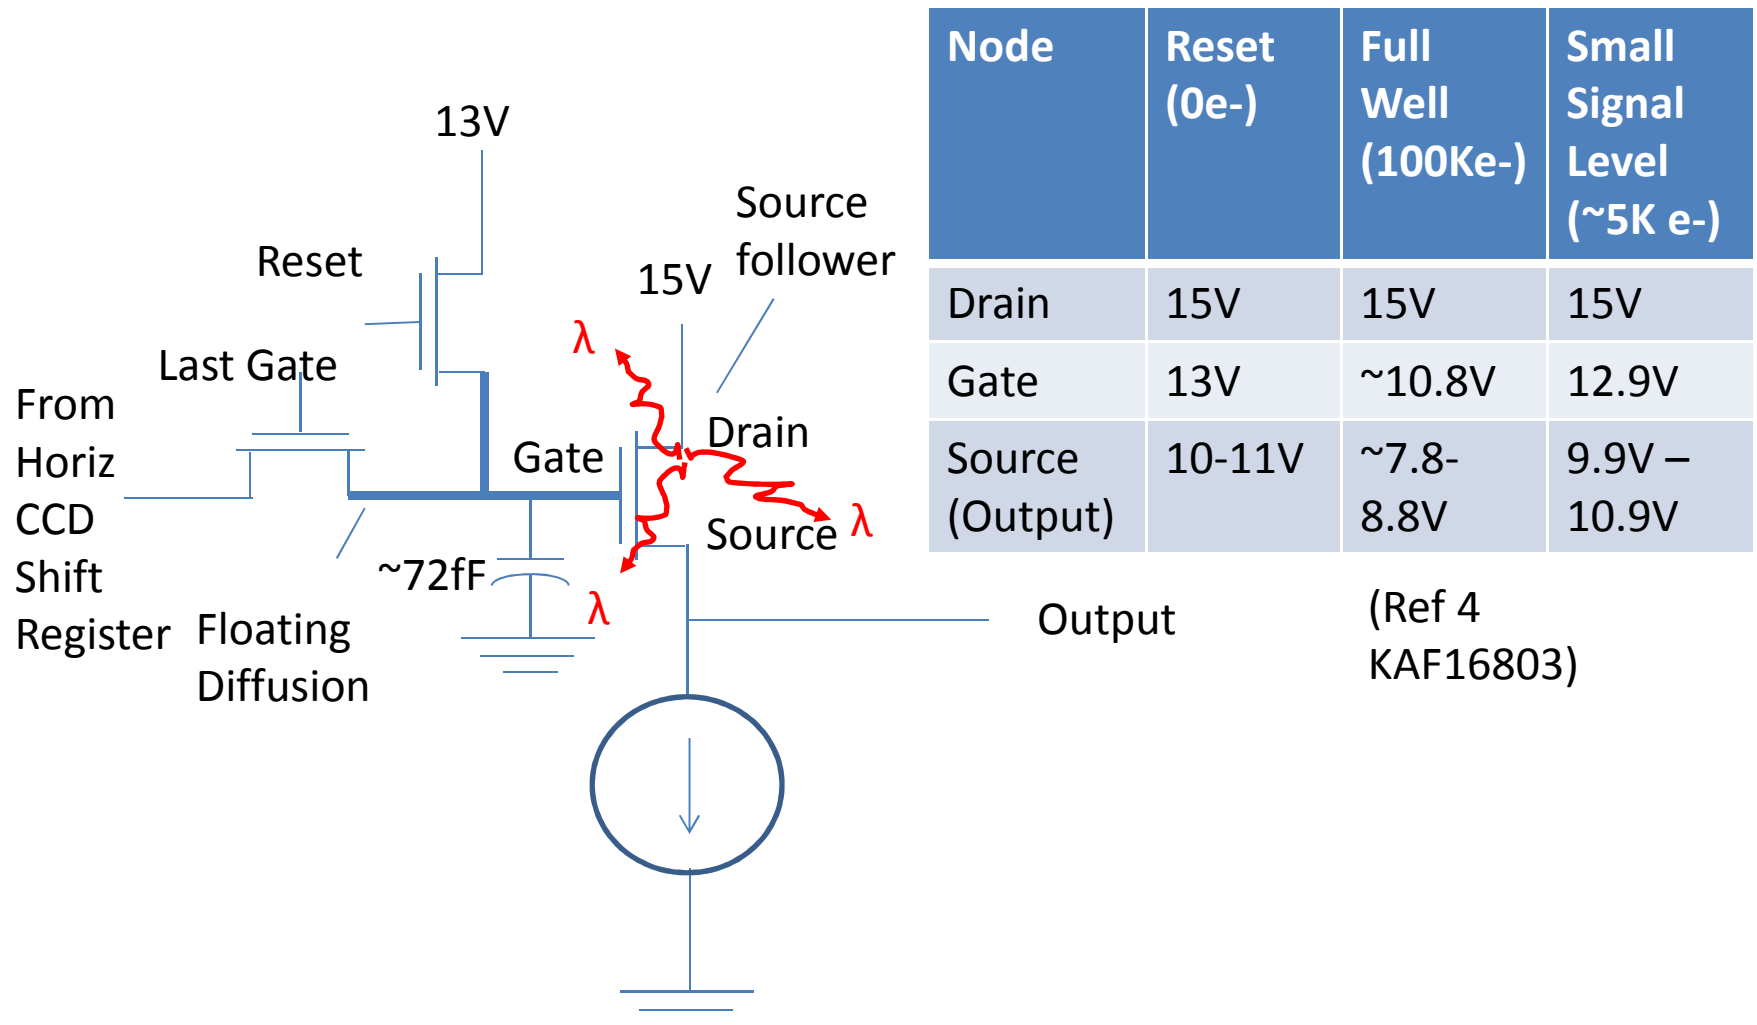 13V
Reset
Source
follower
15V
λ
Last Gate
From
Horiz
CCD
Shift
Register
Gate
Drain
Source
λ
~72fF
λ
Floating
Diffusion
Output
Node
Reset
(0e-)
Full
Well
(100Ke-)
Small
Signal
Level
(~5K e-)
Drain
15V
15V
15V
Gate
13V
~10.8V
12.9V
Source
(Output)
10-11V
~7.8-
8.8V
9.9V –
10.9V
(Ref 4
KAF16803)